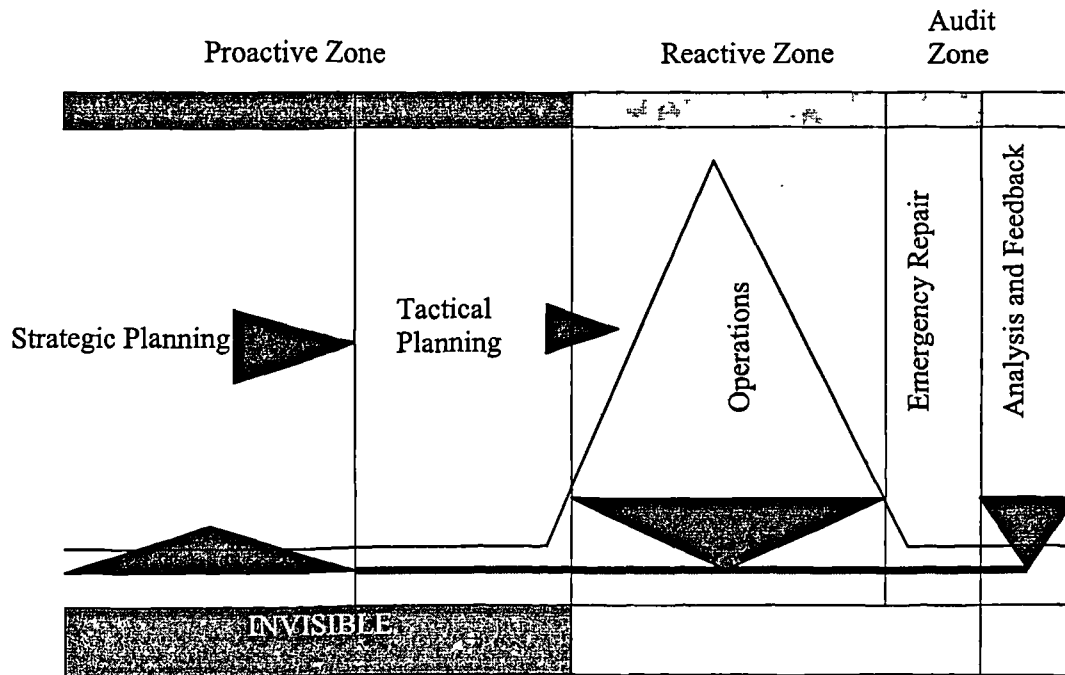 Proactive Zone
Reactive Zone
Audit
Zone
Strategic Planning
Tactical
Planning
Operations
Emergency Repair
Analysis and Feedback
INVISIBLE